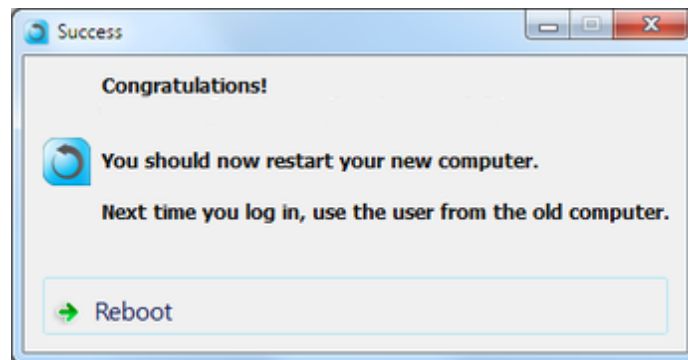 Success
Congratulations!
You should now restart your new computer.
Next time you log in, use the user from the old computer.
Reboot